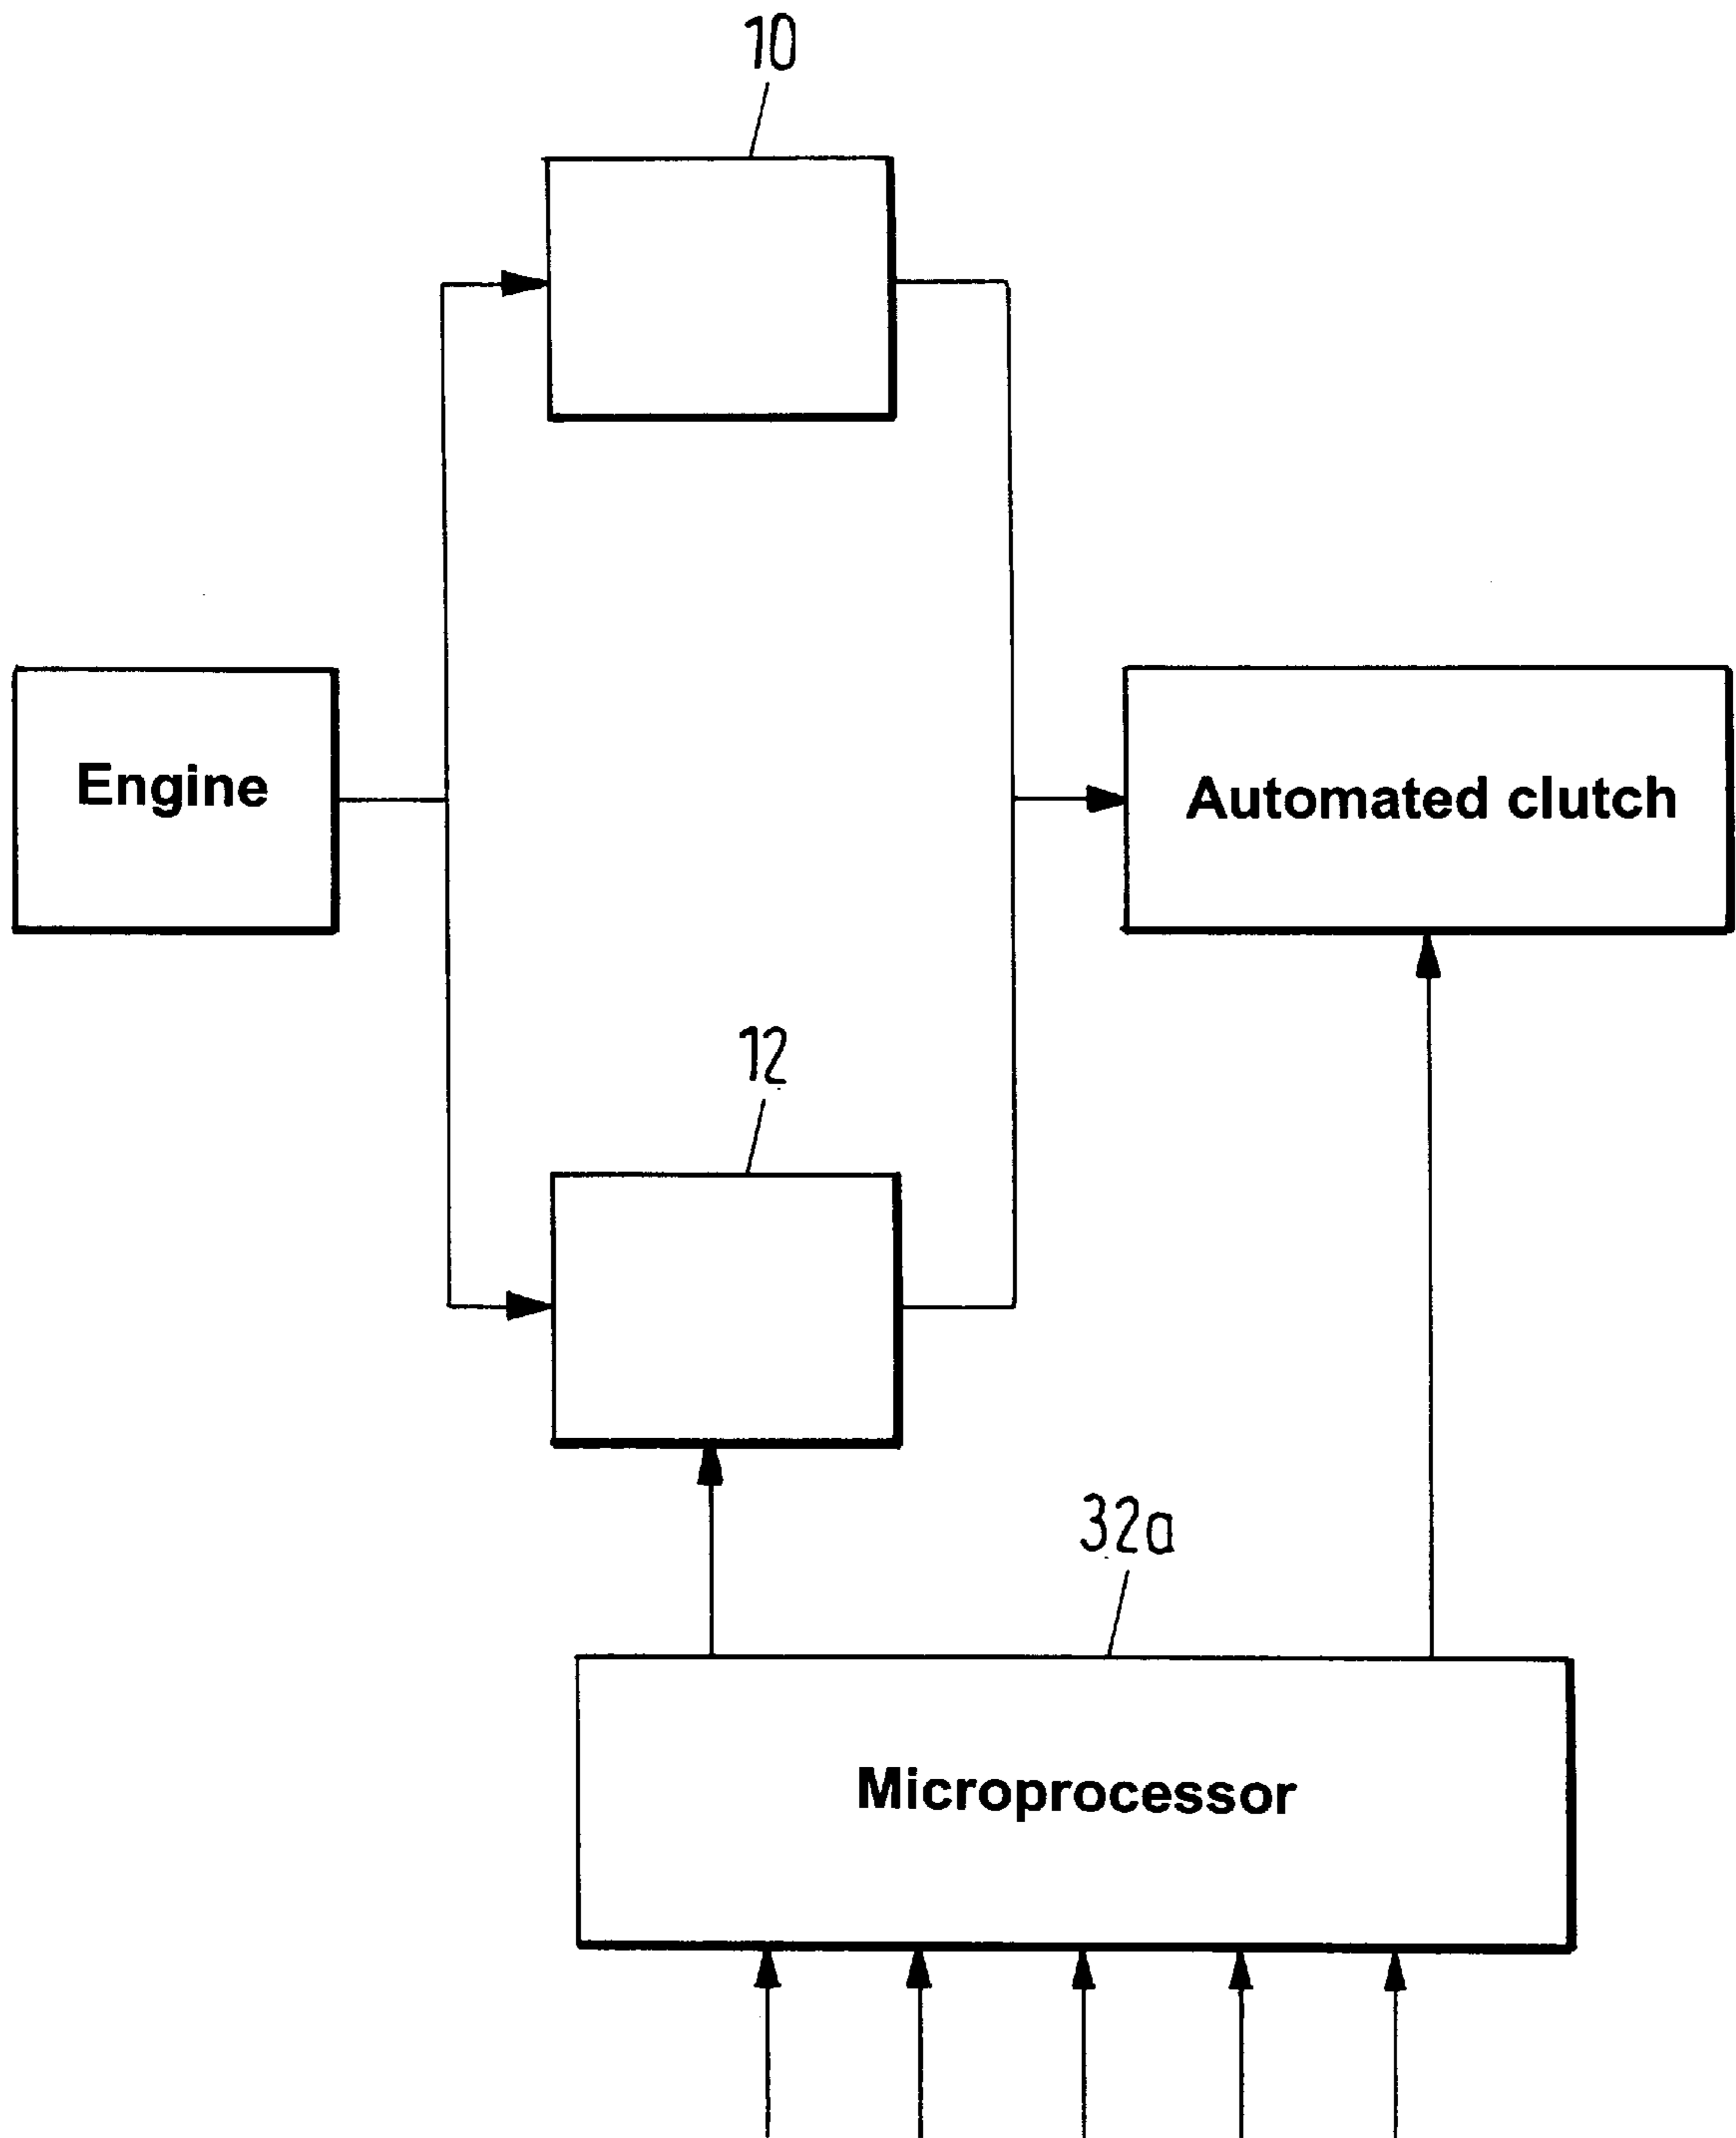 10
Engine
Automated clutch
12
32a
Microprocessor